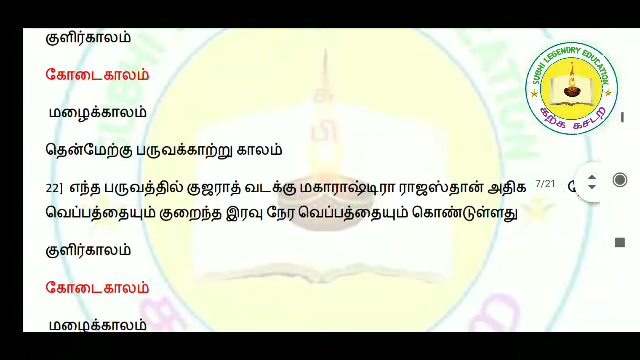 குளிர்காலம்
கோடைகாலம்
மழைக்காலம்
தென்மேற்கு பருவக்காற்று காலம்
22] எந்த பருவத்தில் குஜராத் வடக்கு மகாராஷ்டிரா ராஜஸ்தான் அதிக
வெப்பத்தையும் குறைந்த இரவு நேர வெப்பத்தையும் கொண்டுள்ளது
குளிர்காலம்
கோடைகாலம்
மழைக்காலம்
7/21
SUBHI LEGENDRY EDUCATION
கற்க கசடற